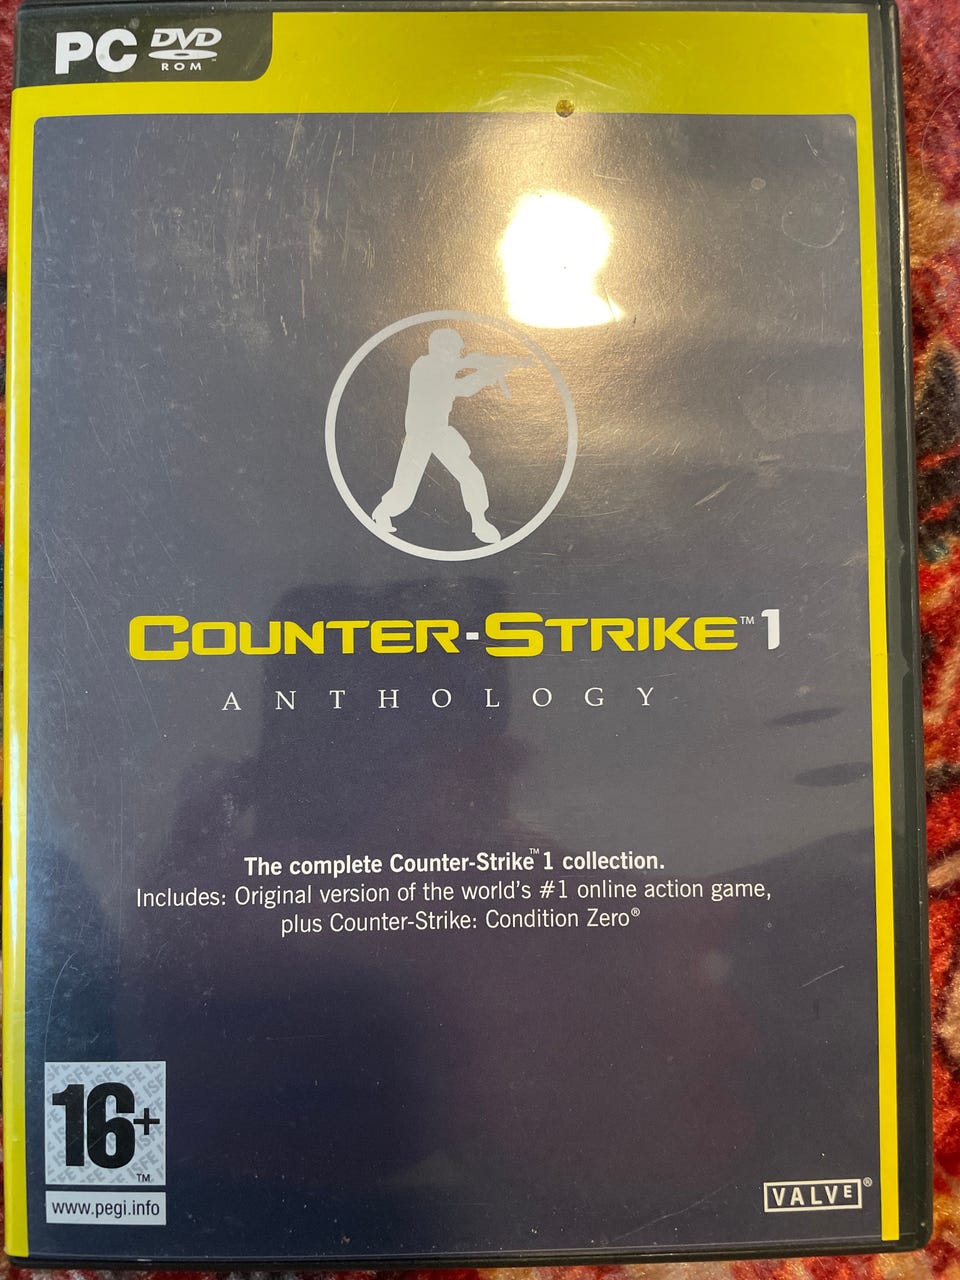 PC DVD
ROM
COUNTER-STRIKE™ 1
ANTHOLOGY
The complete Counter-Strike™ 1 collection.
Includes: Original version of the world's #1 online action game,
plus Counter-Strike: Condition Zero®
16+
™
www.pegi.info
VALVE®